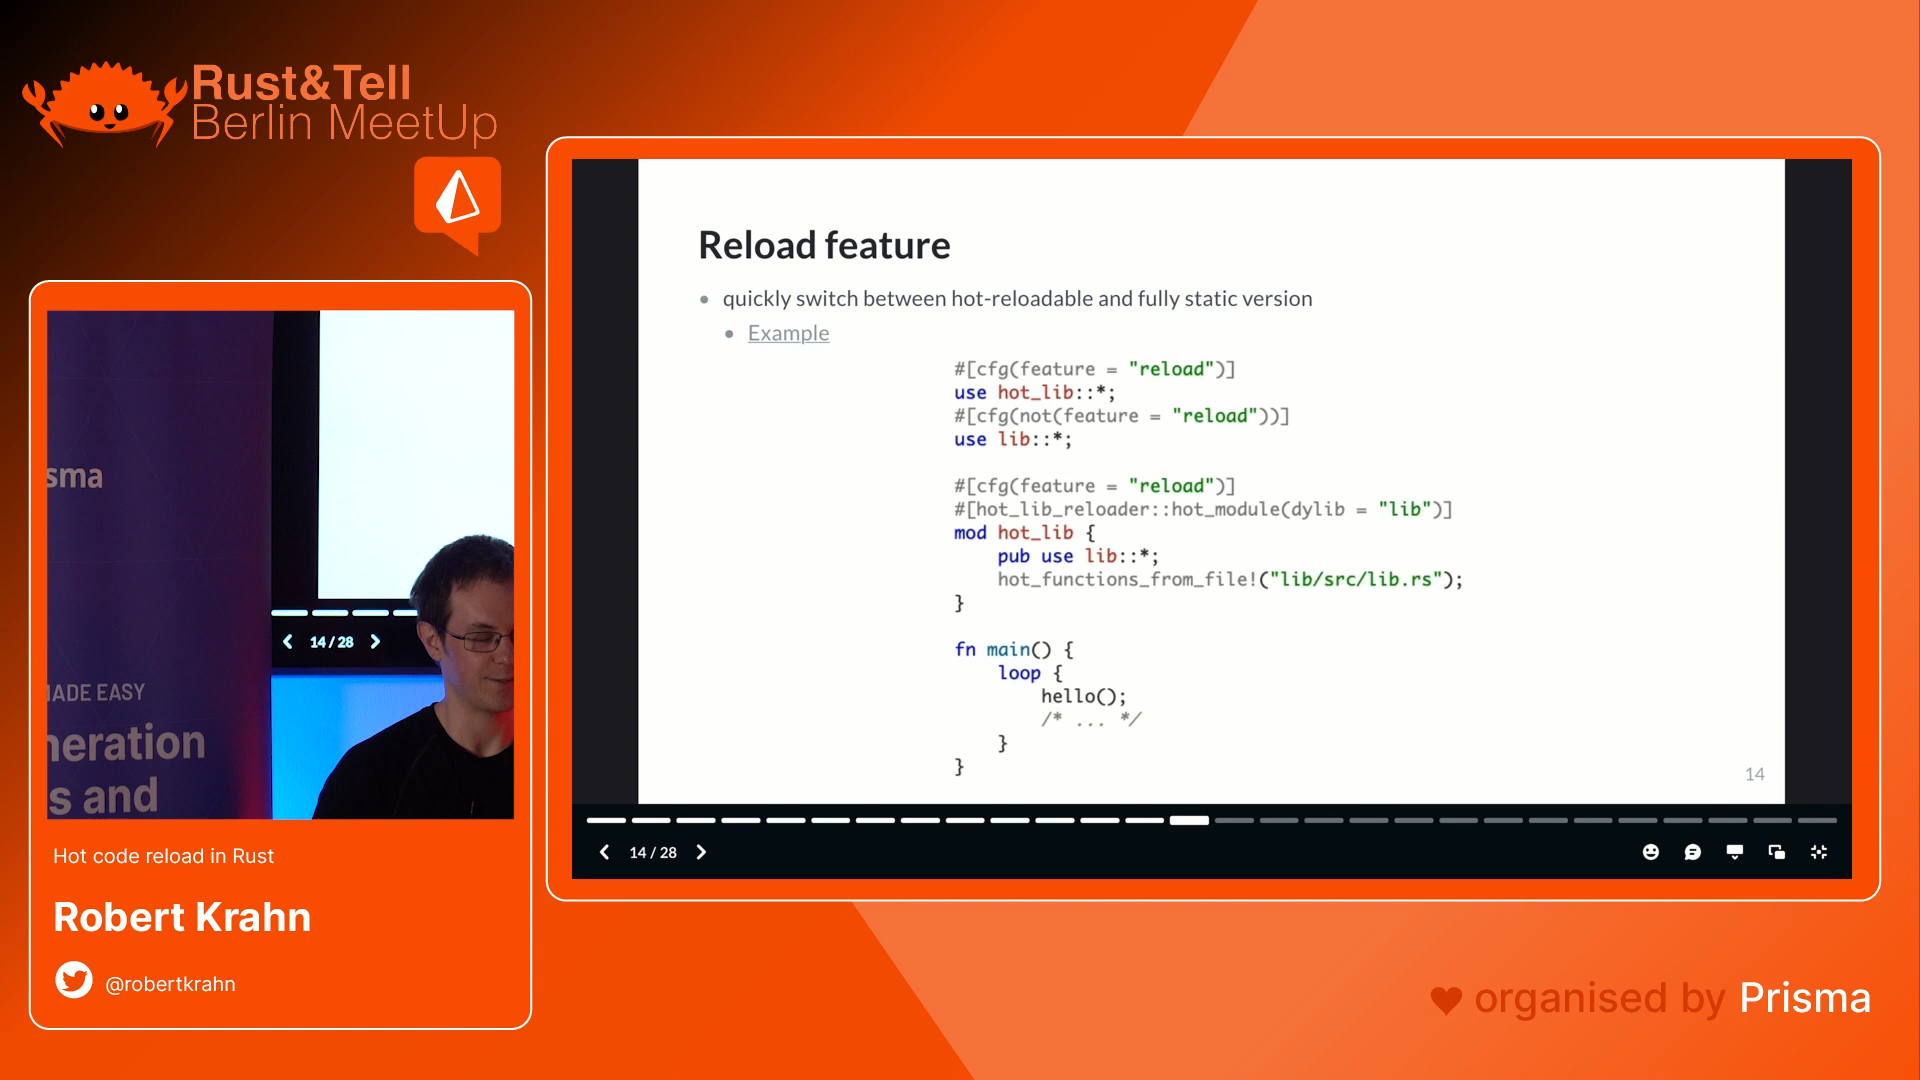 Rust&Tell
Berlin MeetUp
sma
14 / 28
MADE EASY
neration
s and
Hot code reload in Rust
Robert Krahn
@robertkrahn
Reload feature
• quickly switch between hot-reloadable and fully static version
• Example
#[cfg(feature = "reload")]
use hot_lib::*;
#[cfg(not(feature = "reload"))]
use lib::*;
#[cfg(feature = "reload")]
#[hot_lib_reloader::hot_module(dylib = "lib")]
mod hot_lib {
    pub use lib::*;
    hot_functions_from_file!("lib/src/lib.rs");
}
fn main() {
    loop {
        hello();
        /* ... */
    }
}
14
14 / 28
organised by Prisma